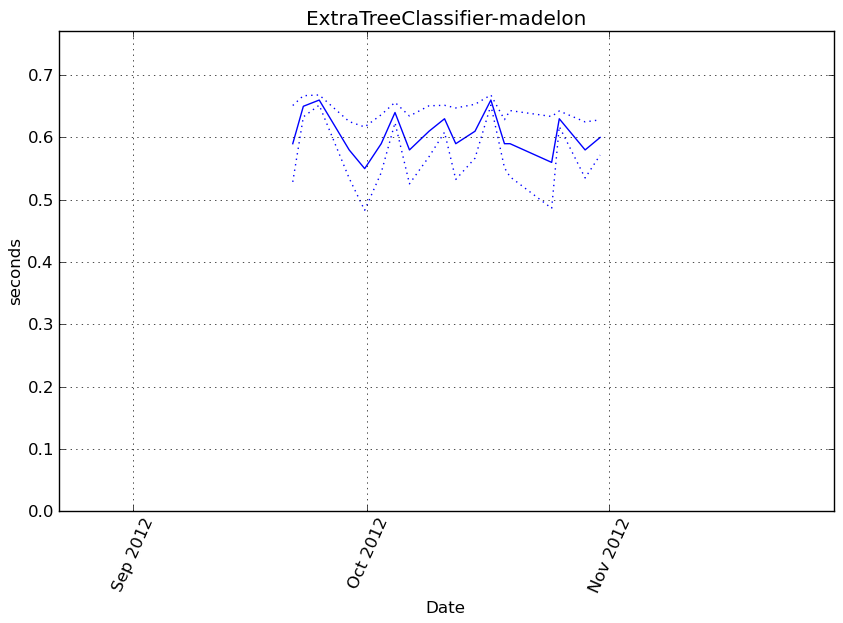 ExtraTreeClassifier-madelon
0.7
0.6
0.5
0.4
0.3
0.2
0.1
0.0
seconds
Sep 2012
Oct 2012
Nov 2012
Date